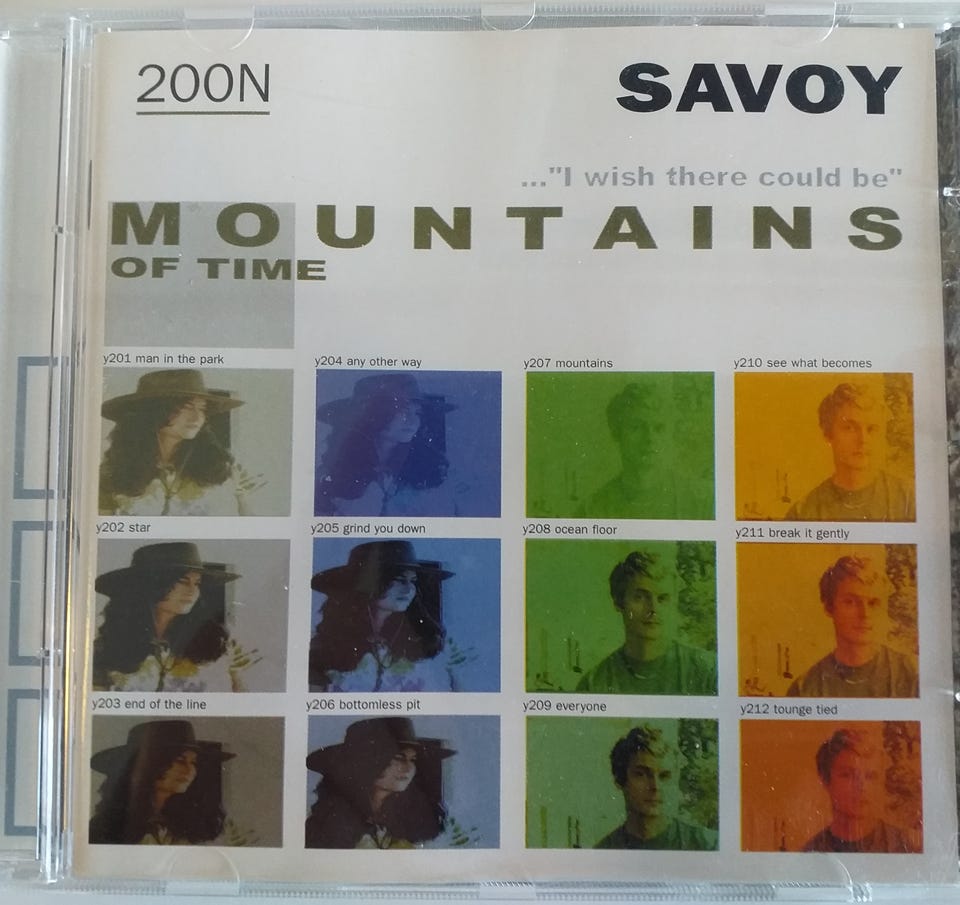 200N
SAVOY
..."I wish there could be"
MOUNTAINS
OF TIME
y201 man in the park
y204 any other way
y207 mountains
y210 see what becomes
y202 star
y205 grind you down
y208 ocean floor
y211 break it gently
y203 end of the line
y206 bottomless pit
y209 everyone
y212 tounge tied